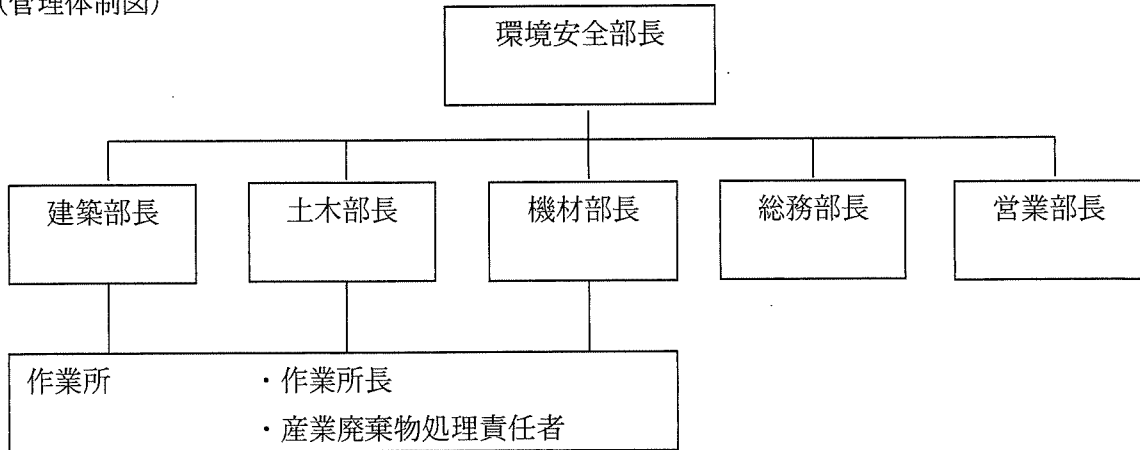 (管理体制図)
環境安全部長
建築部長
土木部長
機材部長
総務部長
営業部長
作業所 ・作業所長
・産業廃棄物処理責任者